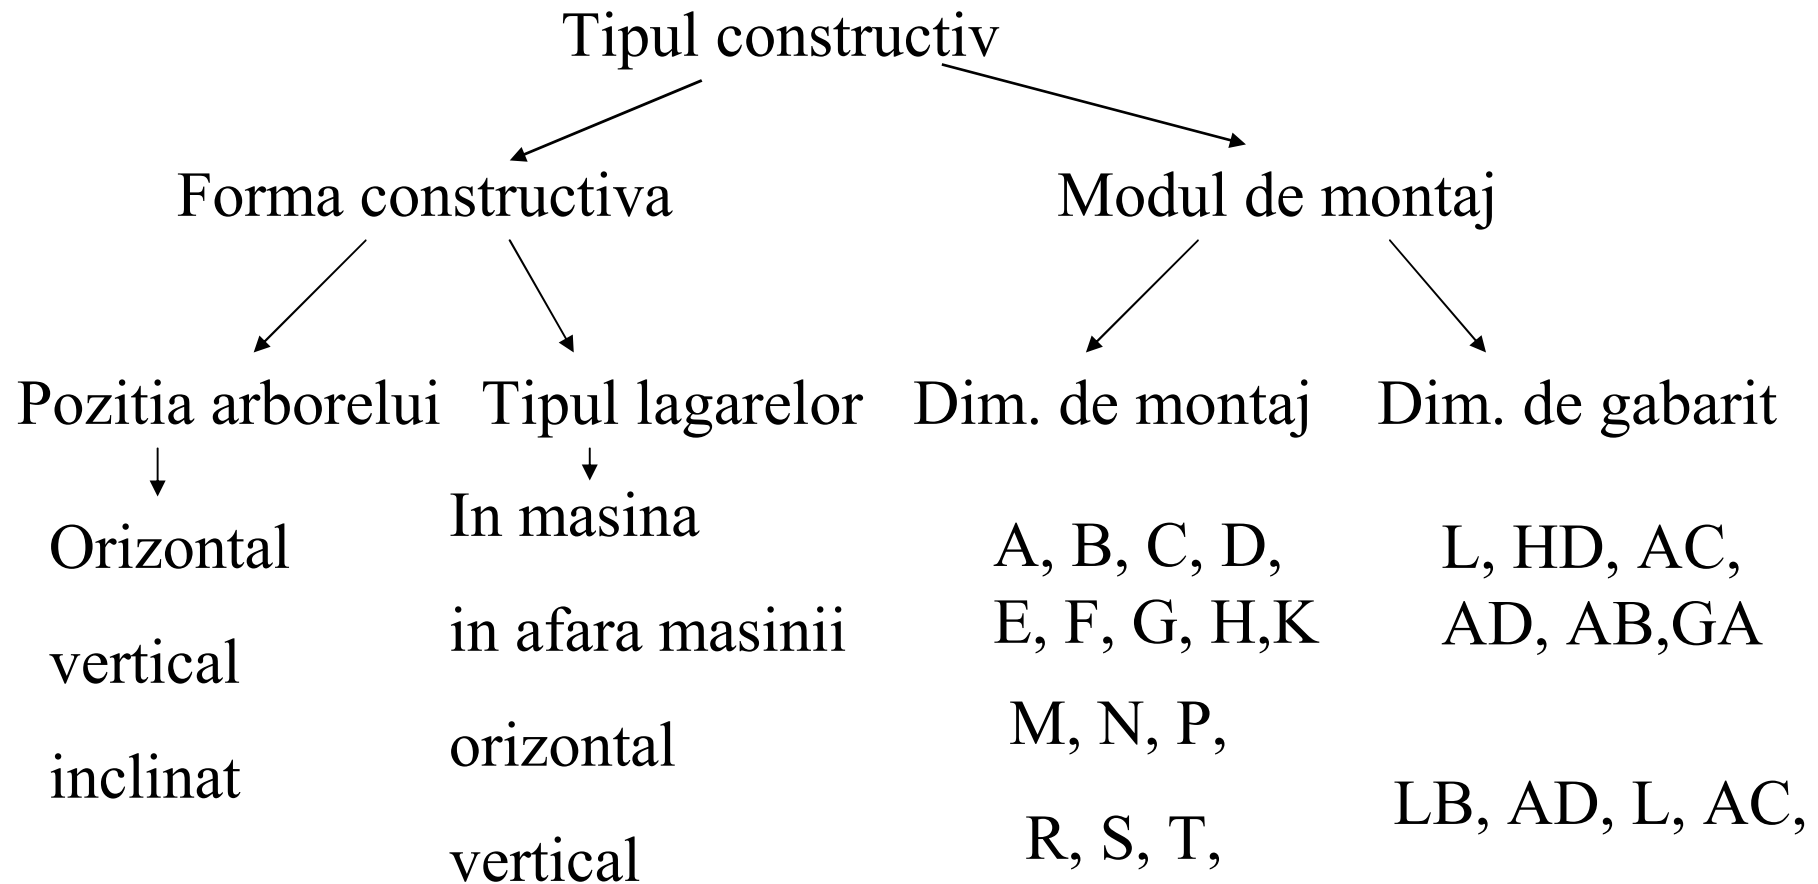 Tipul constructiv
Forma constructiva
Modul de montaj
Pozitia arborelui
Tipul lagarelor
Dim. de montaj
Dim. de gabarit
Orizontal
vertical
inclinat
In masina
in afara masinii
orizontal
vertical
A, B, C, D,
E, F, G, H,K
M, N, P,
R, S, T,
L, HD, AC,
AD, AB,GA
LB, AD, L, AC,